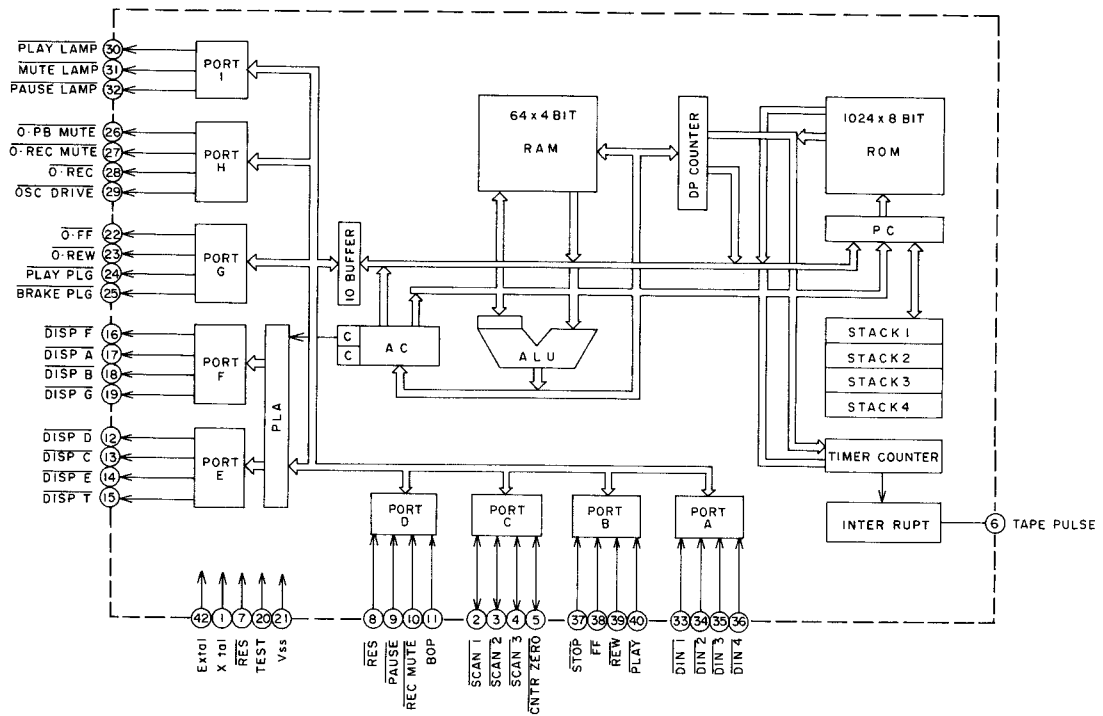 PLAY LAMP 30
MUTE LAMP 31
PAUSE LAMP 32
PORT
1
O·PB MUTE 26
O·REC MUTE 27
O·REC 28
OSC DRIVE 29
PORT
H
O·FF 22
O·REW 23
PLAY PLG 24
BRAKE PLG 25
PORT
G
DISP F 16
DISP A 17
DISP B 18
DISP G 19
PORT
F
DISP D 12
DISP C 13
DISP E 14
DISP T 15
PORT
E
PLA
IO BUFFER
C
C
AC
64 x 4 BIT
RAM
ALU
DP COUNTER
1024 x 8 BIT
ROM
PC
STACK 1
STACK 2
STACK 3
STACK 4
TIMER COUNTER
INTER RUPT
6 TAPE PULSE
PORT
D
PORT
C
PORT
B
PORT
A
42 1 7 20 21
Extal
X tal
RES
TEST
Vss
8 9 10 11
RES
PAUSE
REC MUTE
BOP
2 3 4 5
SCAN 1
SCAN 2
SCAN 3
CNTR ZERO
37 38 39 40
STOP
FF
REW
PLAY
33 34 35 36
DIN 1
DIN 2
DIN 3
DIN 4